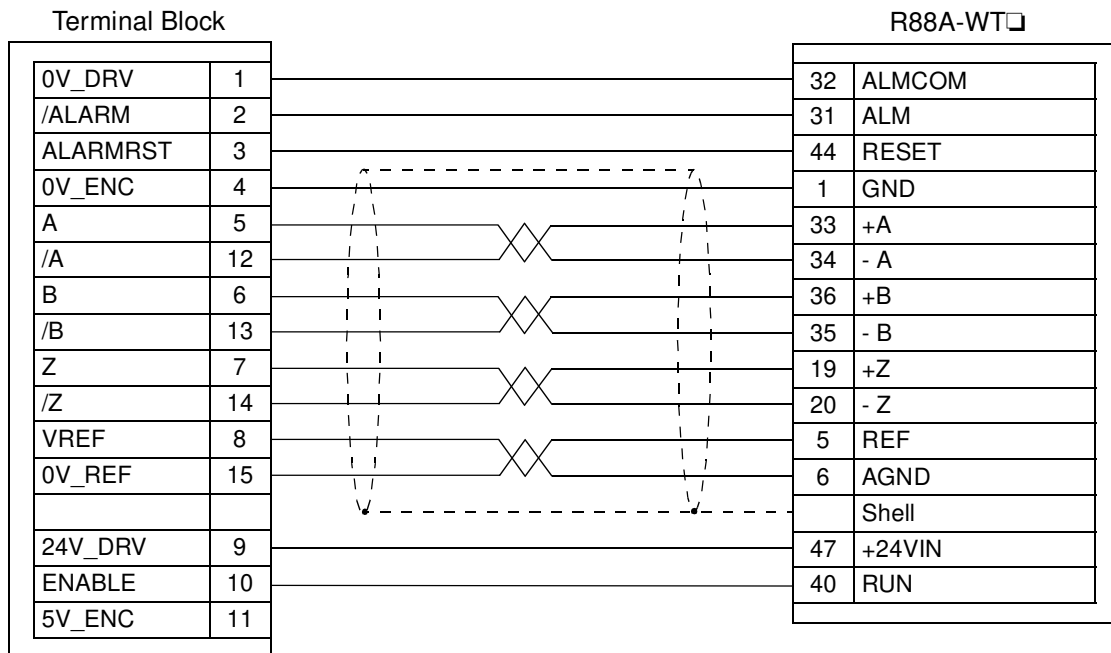 Terminal Block R88A-WT❏
0V_DRV 1 32 ALMCOM
/ALARM 2 31 ALM
ALARMRST 3 44 RESET
0V_ENC 4 1 GND
A 5 33 +A
/A 12 34 - A
B 6 36 +B
/B 13 35 - B
Z 7 19 +Z
/Z 14 20 - Z
VREF 8 5 REF
0V_REF 15 6 AGND
Shell
24V_DRV 9 47 +24VIN
ENABLE 10 40 RUN
5V_ENC 11